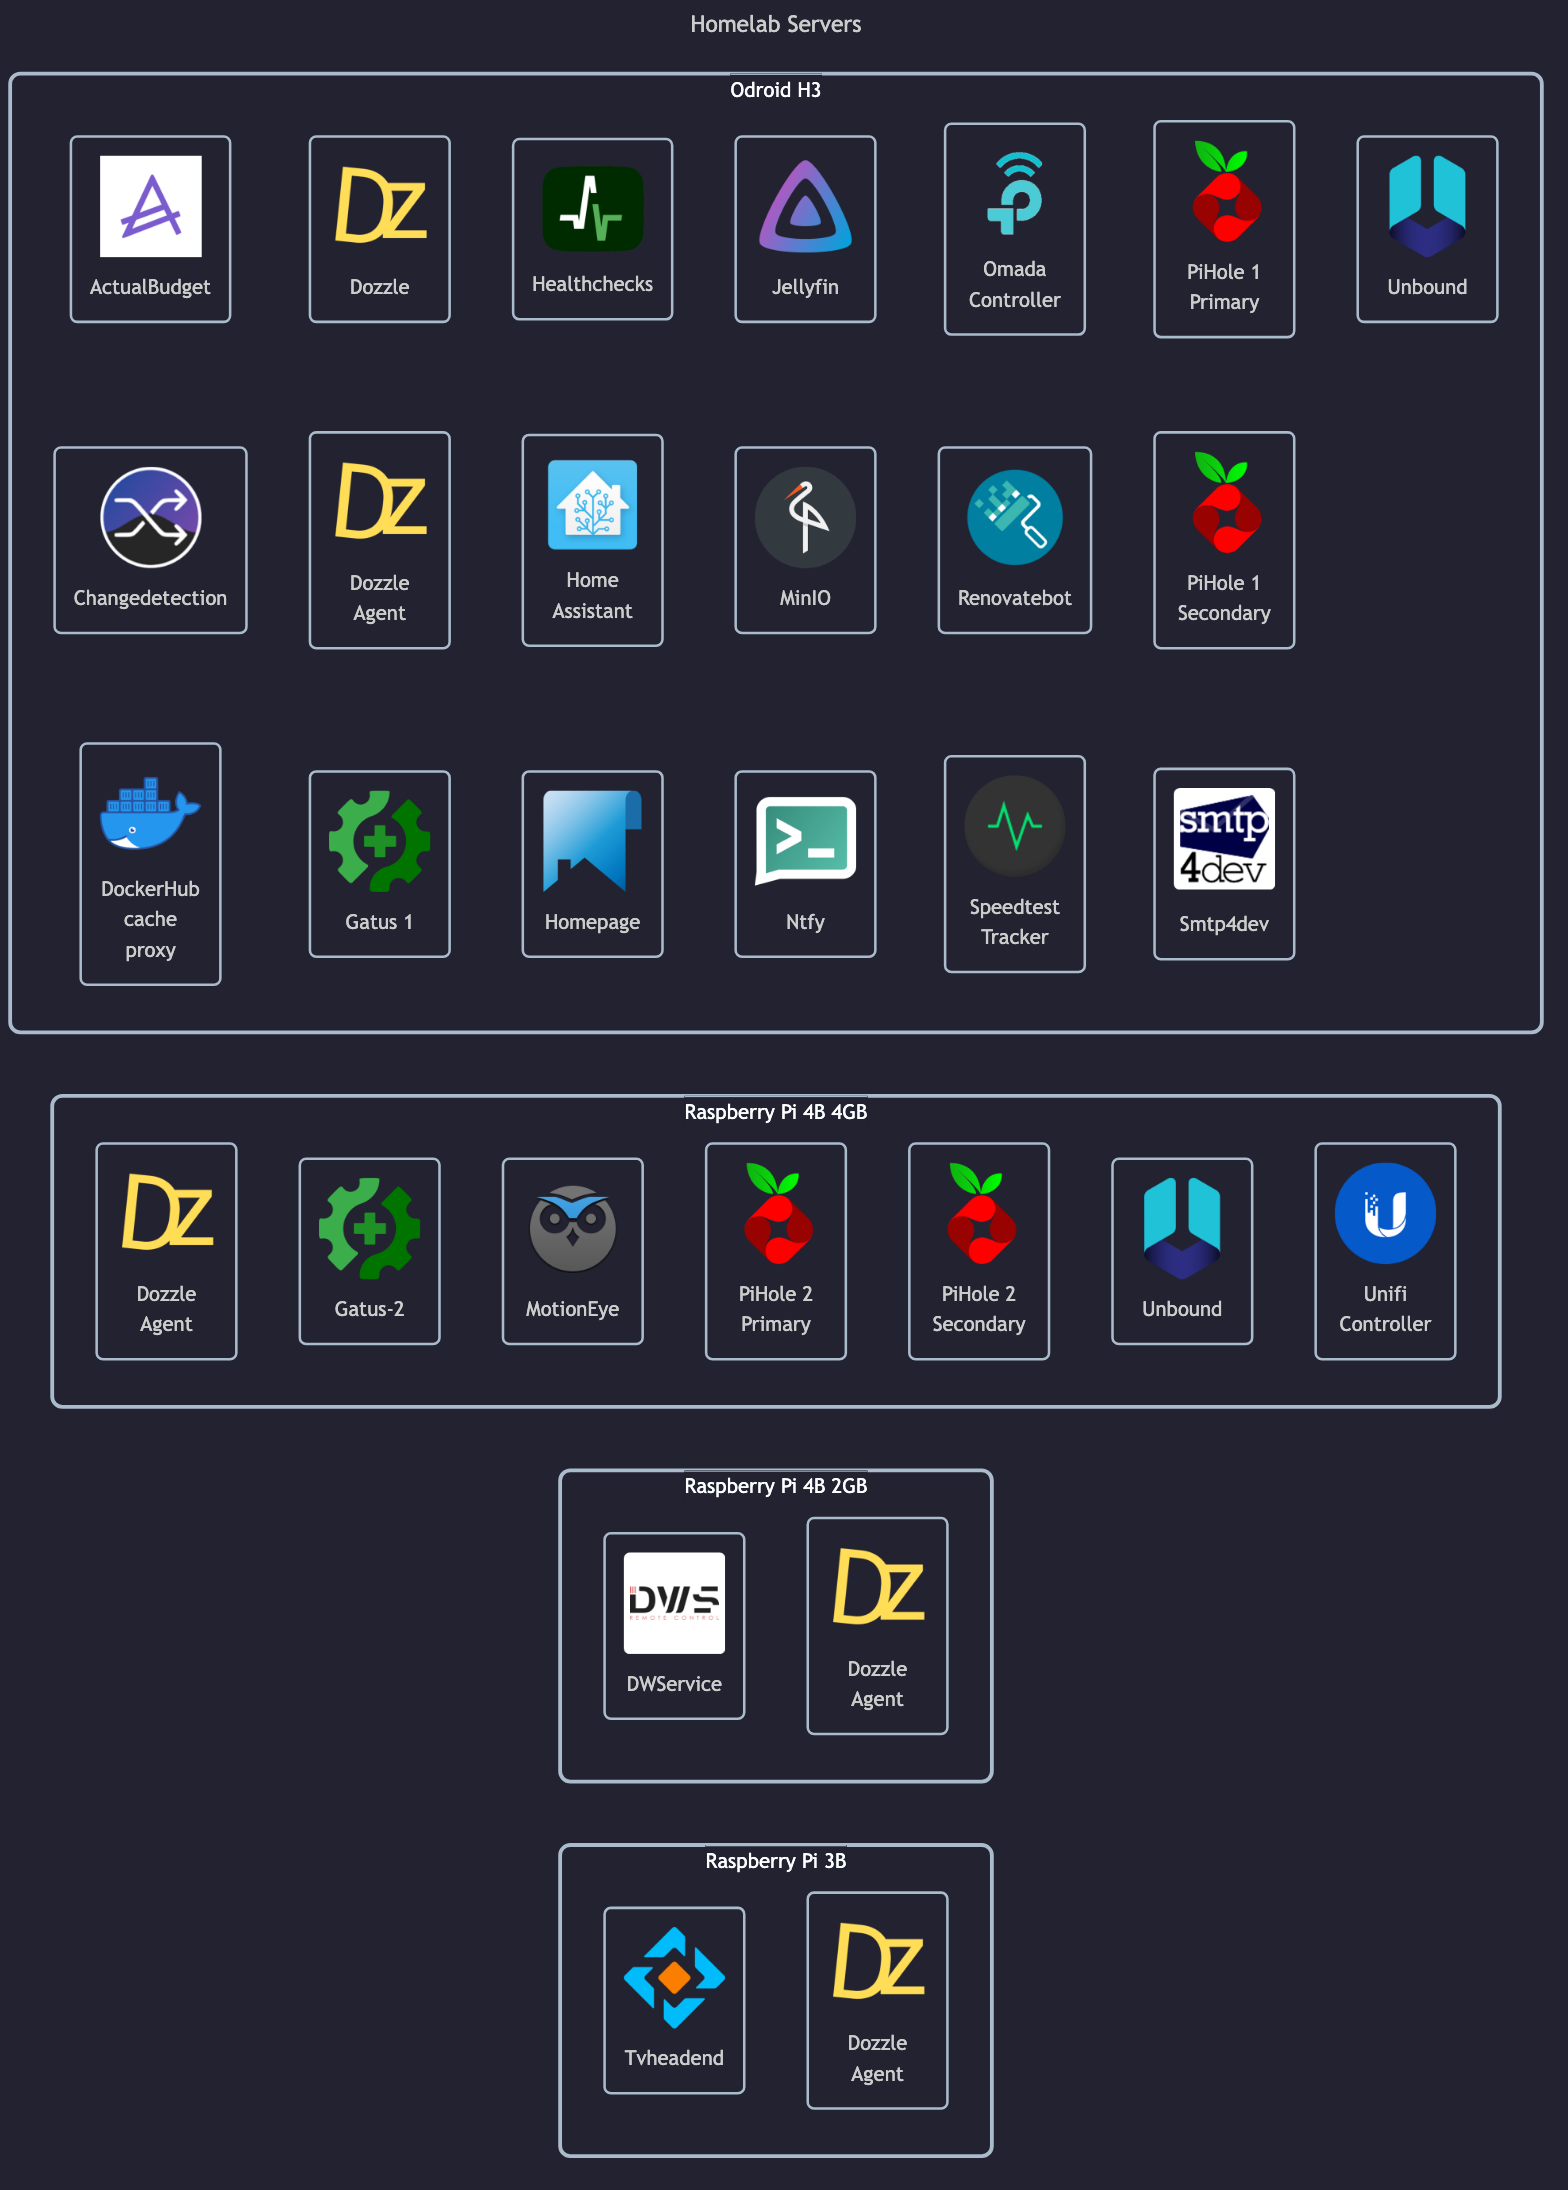 Homelab Servers
Odroid H3
ActualBudget
Dozzle
Healthchecks
Jellyfin
Omada
Controller
PiHole 1
Primary
Unbound
Changedetection
Dozzle
Agent
Home
Assistant
MinIO
Renovatebot
PiHole 1
Secondary
DockerHub
cache
proxy
Gatus 1
Homepage
>_
Ntfy
Speedtest
Tracker
smtp
4dev
Smtp4dev
Raspberry Pi 4B 4GB
DZ
Dozzle
Agent
Gatus-2
MotionEye
PiHole 2
Primary
PiHole 2
Secondary
Unbound
U
Unifi
Controller
Raspberry Pi 4B 2GB
DWS
REMOTE CONTROL
DWService
DZ
Dozzle
Agent
Raspberry Pi 3B
Tvheadend
DZ
Dozzle
Agent